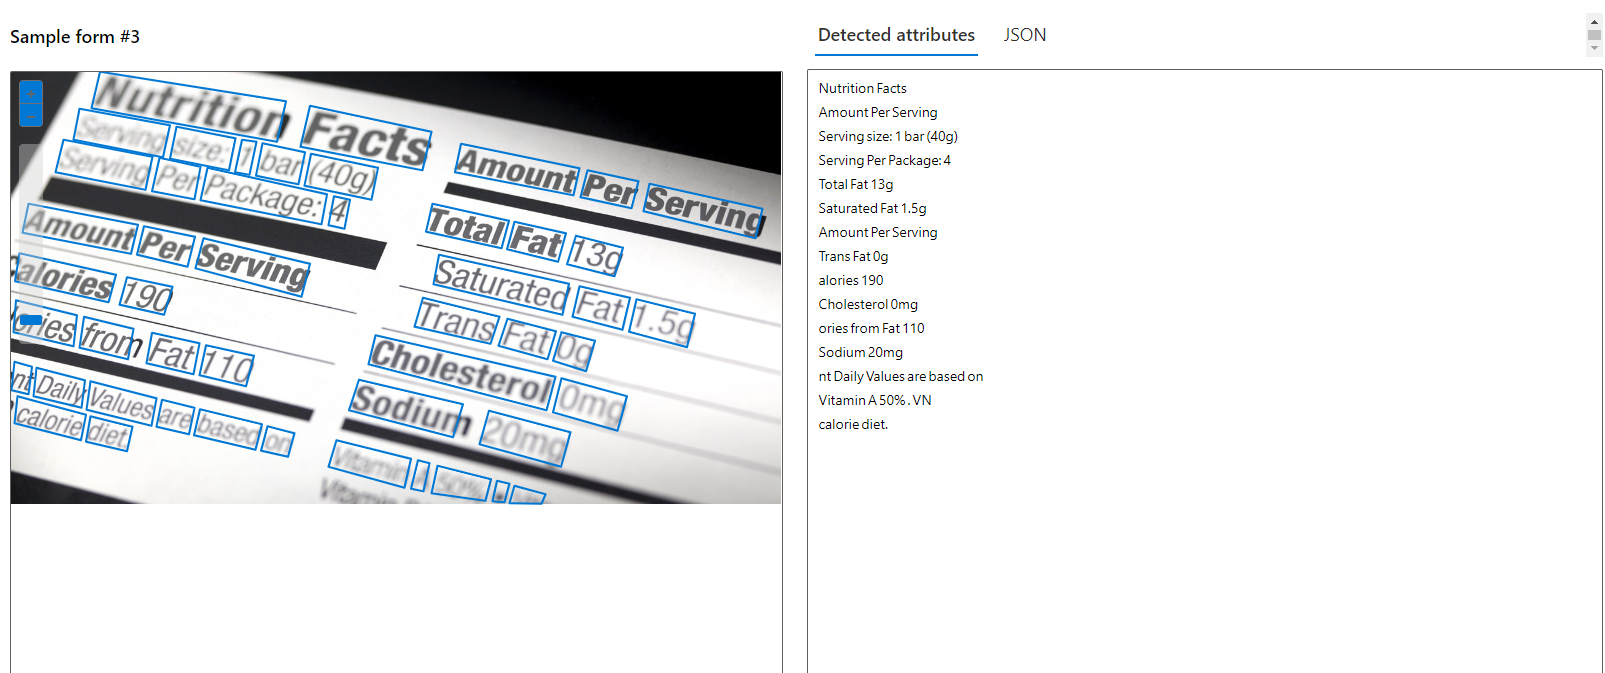 Sample form #3
Nutrition Facts
Serving size: 1 bar (40g)
Serving Per Package: 4
Amount Per Serving
alories 190
ories from Fat 110
nt Daily Values are based on
calorie diet.
Amount Per Serving
Total Fat 13g
Saturated Fat 1.5g
Trans Fat 0g
Cholesterol 0mg
Sodium 20mg
Vitamin A 50% •
Vitamin
Detected attributes JSON
Nutrition Facts
Amount Per Serving
Serving size: 1 bar (40g)
Serving Per Package: 4
Total Fat 13g
Saturated Fat 1.5g
Amount Per Serving
Trans Fat 0g
alories 190
Cholesterol 0mg
ories from Fat 110
Sodium 20mg
nt Daily Values are based on
Vitamin A 50% . VN
calorie diet.